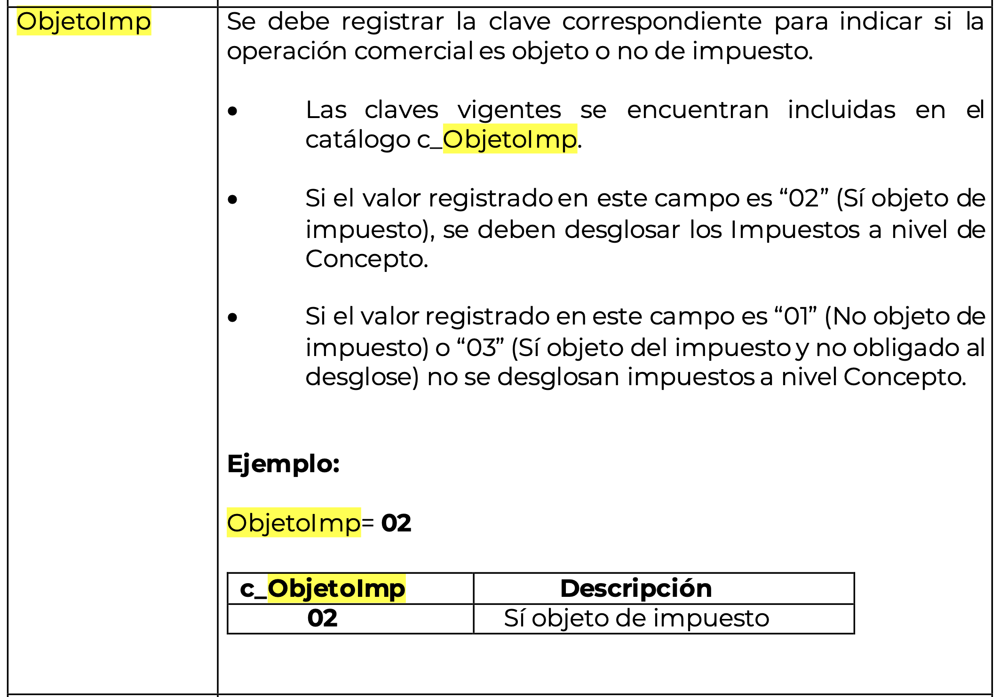 ObjetoImp
Se debe registrar la clave correspondiente para indicar si la
operación comercial es objeto o no de impuesto.
• Las claves vigentes se encuentran incluidas en el
catálogo c_ObjetoImp.
• Si el valor registrado en este campo es “02” (Sí objeto de
impuesto), se deben desglosar los Impuestos a nivel de
Concepto.
• Si el valor registrado en este campo es “01” (No objeto de
impuesto) o “03” (Sí objeto del impuesto y no obligado al
desglose) no se desglosan impuestos a nivel Concepto.
Ejemplo:
ObjetoImp= 02
c_ObjetoImp Descripción
02 Sí objeto de impuesto